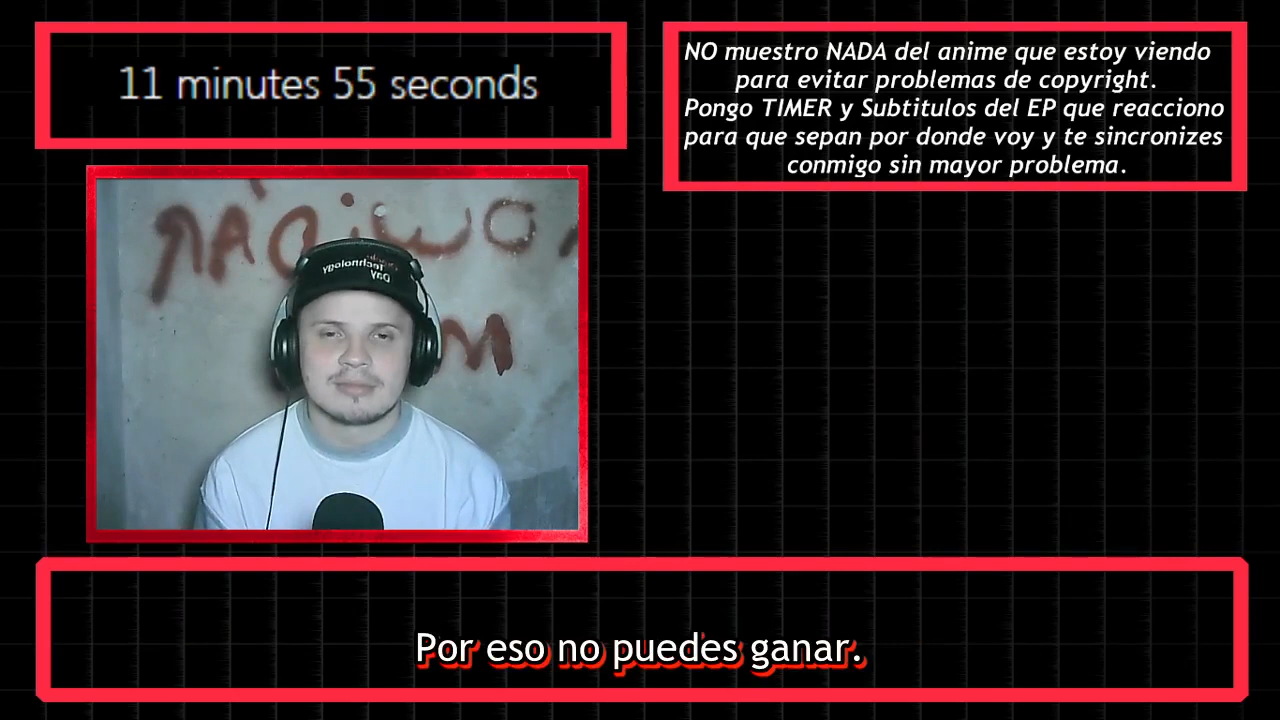 11 minutes 55 seconds
NO muestro NADA del anime que estoy viendo
para evitar problemas de copyright.
Pongo TIMER y Subtitulos del EP que reacciono
para que sepan por donde voy y te sincronizes
conmigo sin mayor problema.
Technology
Day
Por eso no puedes ganar.